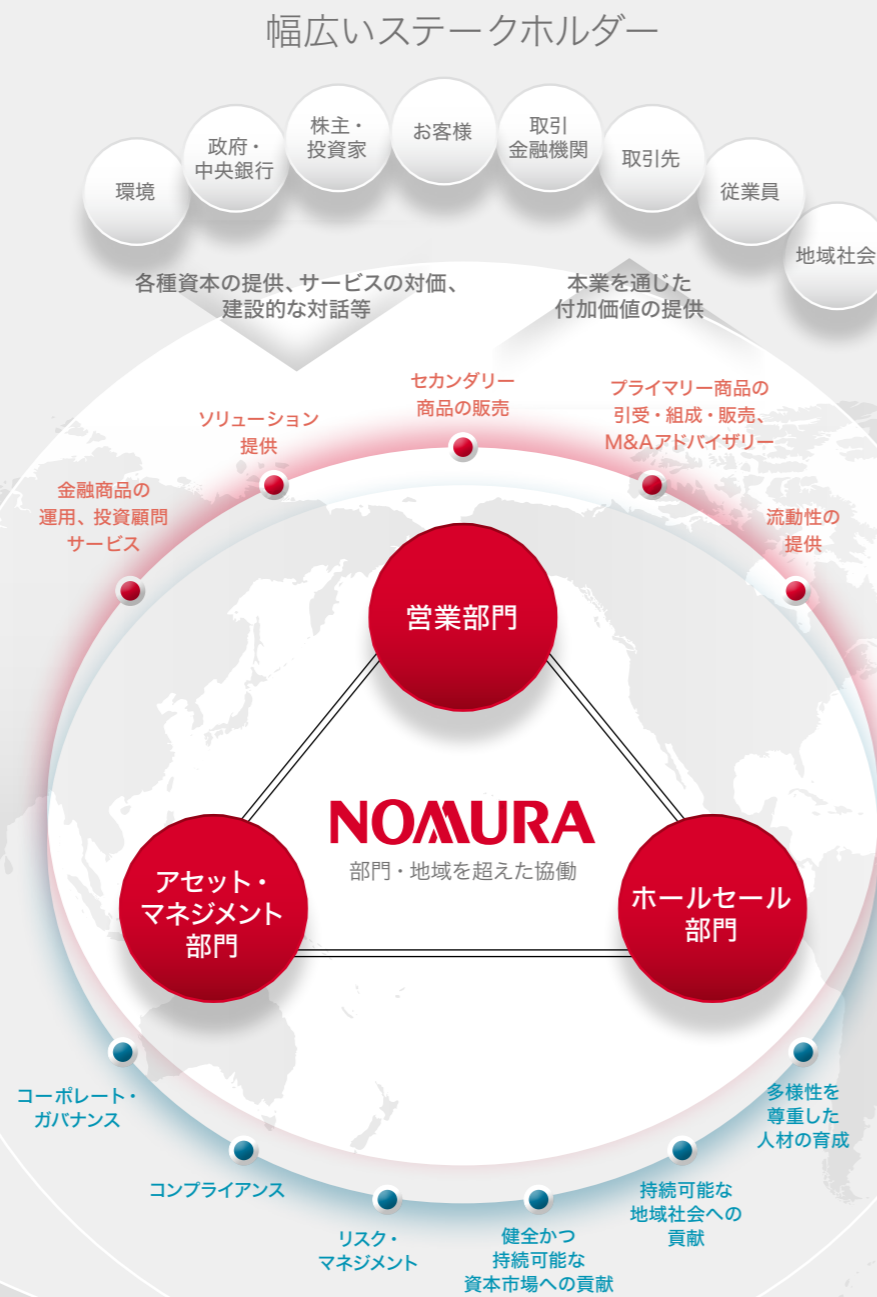 幅広いステークホルダー
環境
政府・
中央銀行
株主・
投資家
お客様
取引
金融機関
取引先
従業員
地域社会
各種資本の提供、サービスの対価、
建設的な対話等
本業を通じた
付加価値の提供
金融商品の
運用、投資顧問
サービス
ソリューション
提供
セカンダリー
商品の販売
プライマリー商品の
引受・組成・販売、
M&Aアドバイザリー
流動性の
提供
営業部門
NOMURA
部門・地域を超えた協働
アセット・
マネジメント
部門
ホールセール
部門
コーポレート・
ガバナンス
コンプライアンス
リスク・
マネジメント
健全かつ
持続可能な
資本市場への貢献
持続可能な
地域社会への
貢献
多様性を
尊重した
人材の育成